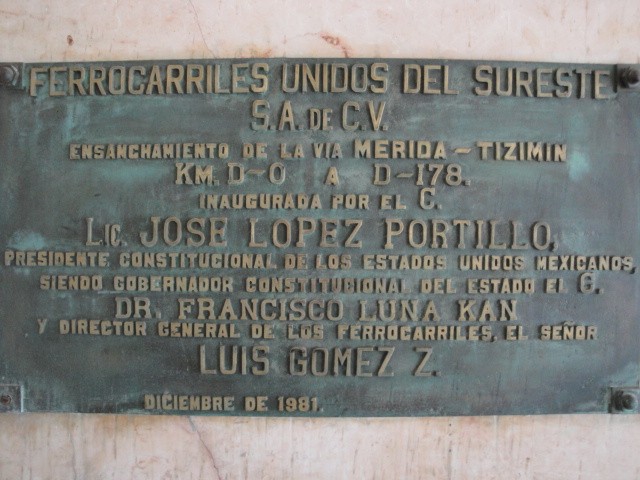 FERROCARRILES UNIDOS DEL SURESTE
S.A. DE C.V.
ENSANCHAMIENTO DE LA VIA MERIDA - TIZIMIN
KM. D-0 A D-178.
INAUGURADA POR EL C.
LIC. JOSE LOPEZ PORTILLO,
PRESIDENTE CONSTITUCIONAL DE LOS ESTADOS UNIDOS MEXICANOS,
SIENDO GOBERNADOR CONSTITUCIONAL DEL ESTADO EL C.
DR. FRANCISCO LUNA KAN
Y DIRECTOR GENERAL DE LOS FERROCARRILES, EL SEÑOR
LUIS GOMEZ Z.
DICIEMBRE DE 1981.